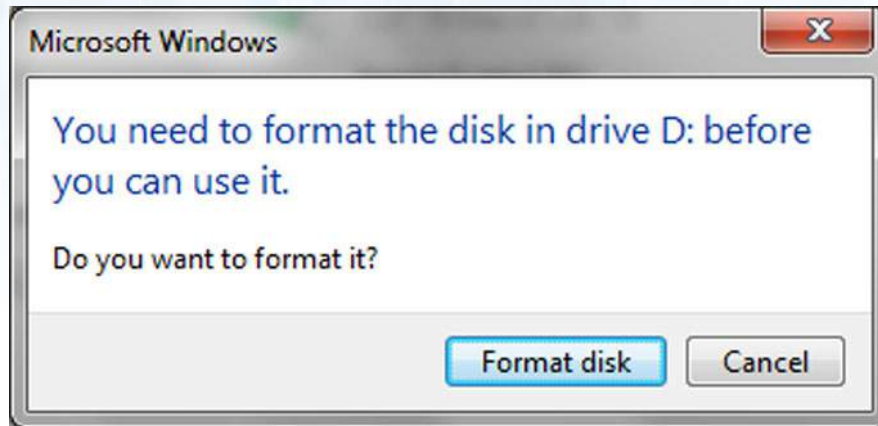 Microsoft Windows
You need to format the disk in drive D: before
you can use it.
Do you want to format it?
Format disk
Cancel